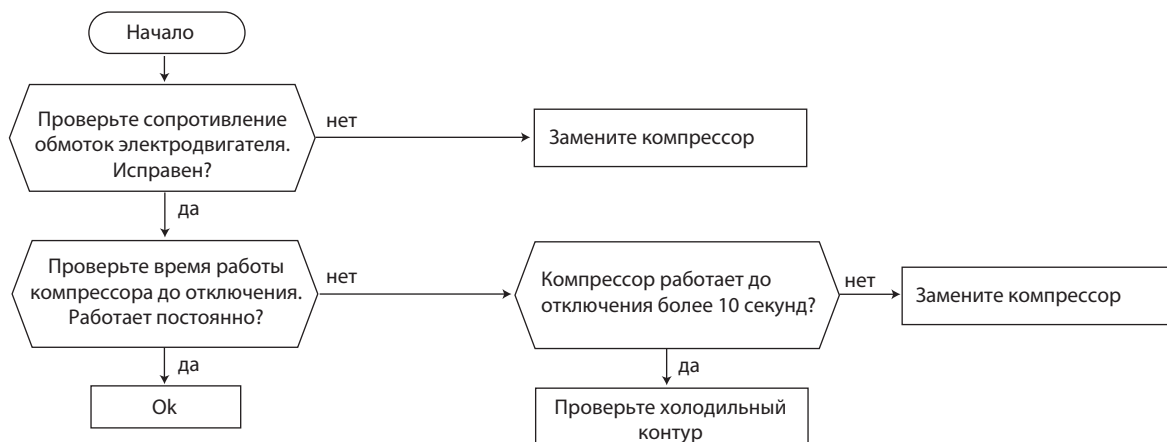 Начало
Проверьте сопротивление
обмоток электродвигателя.
Исправен?
нет
Замените компрессор
да
Проверьте время работы
компрессора до отключения.
Работает постоянно?
нет
Компрессор работает до
отключения более 10 секунд?
нет
Замените компрессор
да
Ok
да
Проверьте холодильный
контур